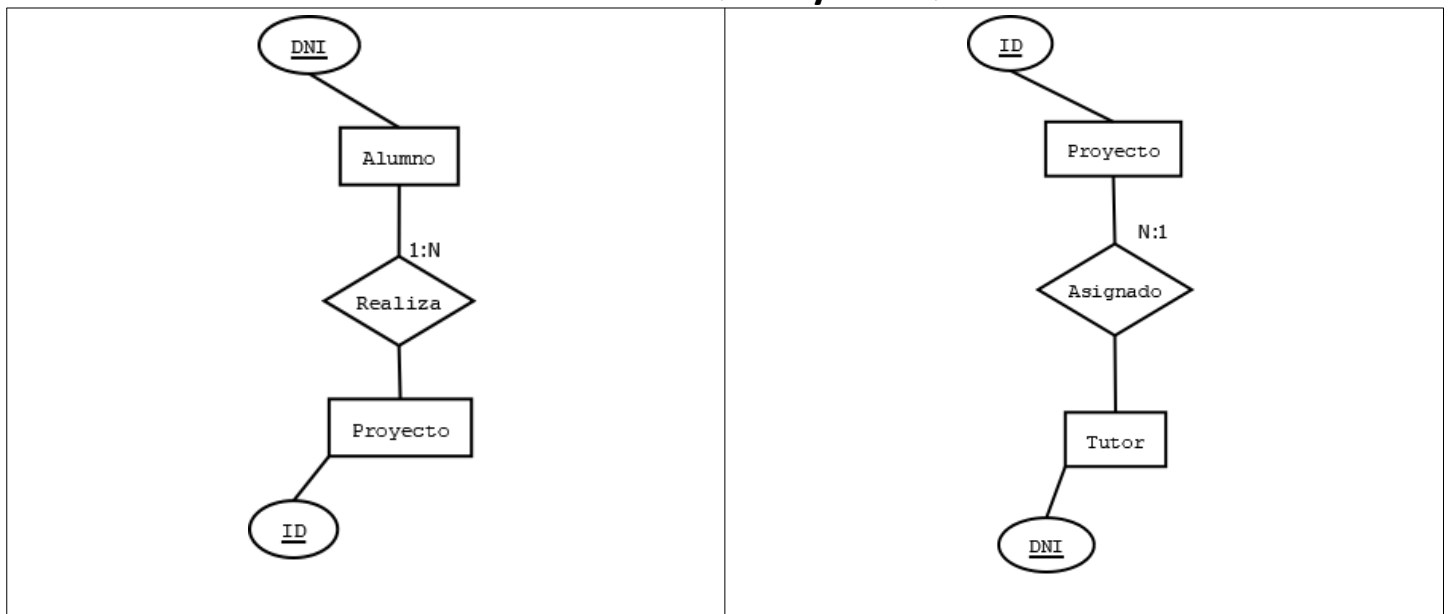 DNI
Alumno
1:N
Realiza
Proyecto
ID
ID
Proyecto
N:1
Asignado
Tutor
DNI